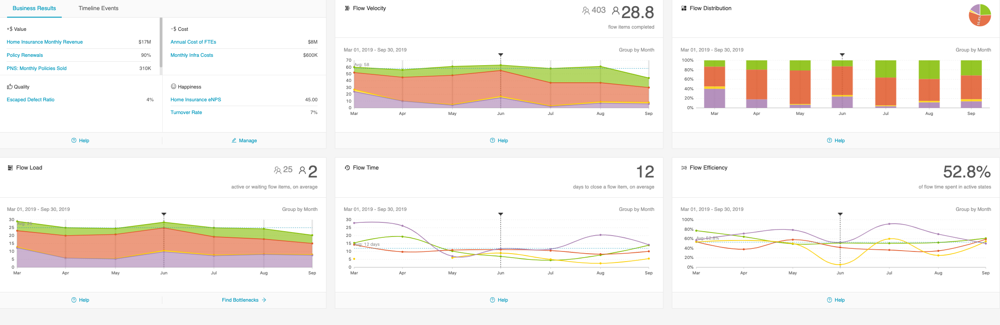 Business Results
Timeline Events
+$ Value
Home Insurance Monthly Revenue $17M
Policy Renewals 90%
PNS: Monthly Policies Sold 310K
-$ Cost
Annual Cost of FTEs $8M
Monthly Infra Costs $600K
Quality
Escaped Defect Ratio 4%
Happiness
Home Insurance eNPS 45.00
Turnover Rate 7%
Help
Manage
Flow Velocity
403 28.8
flow items completed
Mar 01, 2019 - Sep 30, 2019
Group by Month
70
60
50
40
30
20
10
0
Avg: 58
Mar Apr May Jun Jul Aug Sep
Help
Flow Distribution
55.8%
Mar 01, 2019 - Sep 30, 2019
Group by Month
100%
80%
60%
40%
20%
0%
Mar Apr May Jun Jul Aug Sep
Help
Flow Load
25 2
active or waiting flow items, on average
Mar 01, 2019 - Sep 30, 2019
Group by Month
30
25
20
15
10
5
0
Avg: 25
Mar Apr May Jun Jul Aug Sep
Help
Find Bottlenecks
Flow Time
12
days to close a flow item, on average
Mar 01, 2019 - Sep 30, 2019
Group by Month
30
25
20
15
10
5
0
Avg: 12 days
Mar Apr May Jun Jul Aug Sep
Help
Flow Efficiency
52.8%
of flow time spent in active states
Mar 01, 2019 - Sep 30, 2019
Group by Month
100%
80%
60%
40%
20%
0%
Avg: 52.8%
Mar Apr May Jun Jul Aug Sep
Help